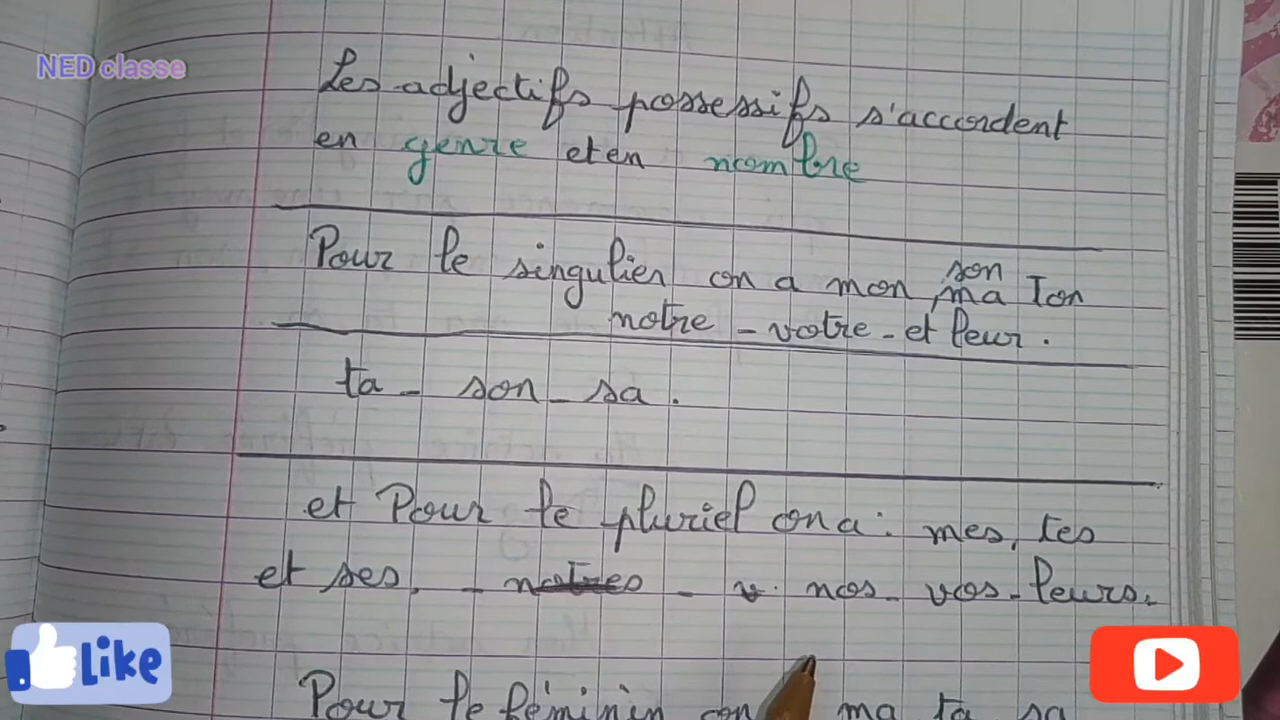 NED classe
Les adjectifs possessifs s'accordent
en genre et en nombre
Pour le singulier on a mon, son ma Ton
notre - votre - et leur.
ta - son - sa.
et Pour le pluriel on a: mes, tes
et ses, - notres - v. nos - vos - leurs.
Like
Pour le féminin on ma ta sa